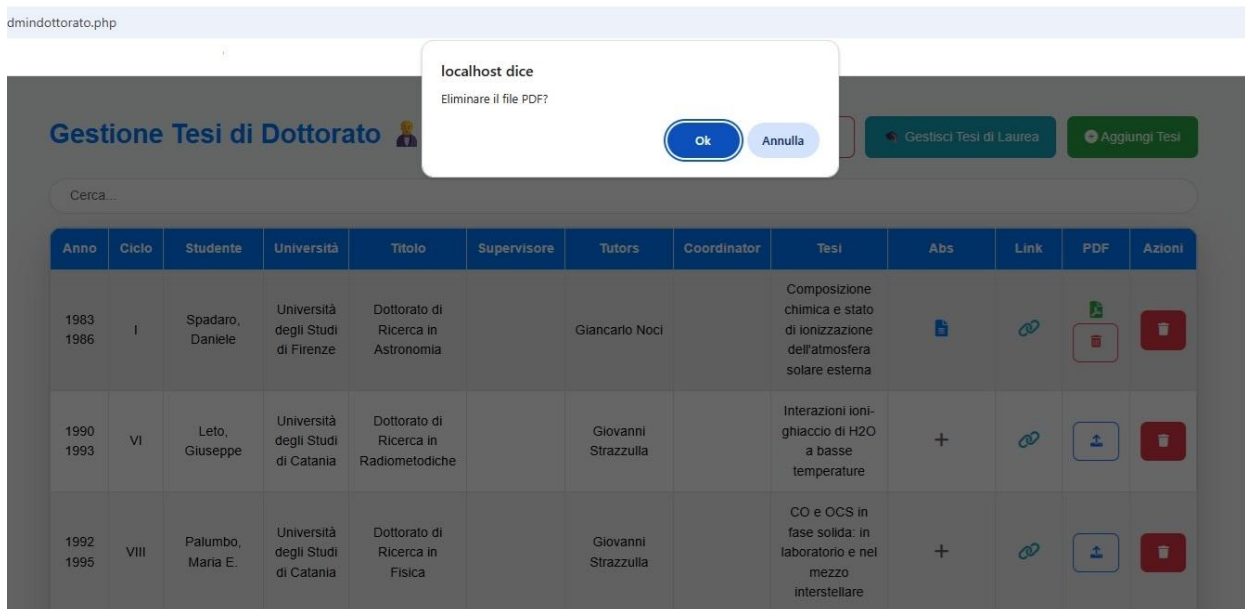 dmindottorato.php
localhost dice
Eliminare il file PDF?
Ok Annulla
Gestione Tesi di Dottorato
Gestisci Tesi di Laurea
Aggiungi Tesi
Cerca...
Anno Ciclo Studente Università Titolo Supervisore Tutors Coordinator Tesi Abs Link PDF Azioni
1983
1986
I
Spadaro,
Daniele
Università
degli Studi
di Firenze
Dottorato di
Ricerca in
Astronomia
Giancarlo Noci
Composizione
chimica e stato
di ionizzazione
dell'atmosfera
solare esterna
1990
1993
VI
Leto,
Giuseppe
Università
degli Studi
di Catania
Dottorato di
Ricerca in
Radiometodiche
Giovanni
Strazzulla
Interazioni ioni-
ghiaccio di H2O
a basse
temperature
1992
1995
VIII
Palumbo,
Maria E.
Università
degli Studi
di Catania
Dottorato di
Ricerca in
Fisica
Giovanni
Strazzulla
CO e OCS in
fase solida: in
laboratorio e nel
mezzo
interstellare